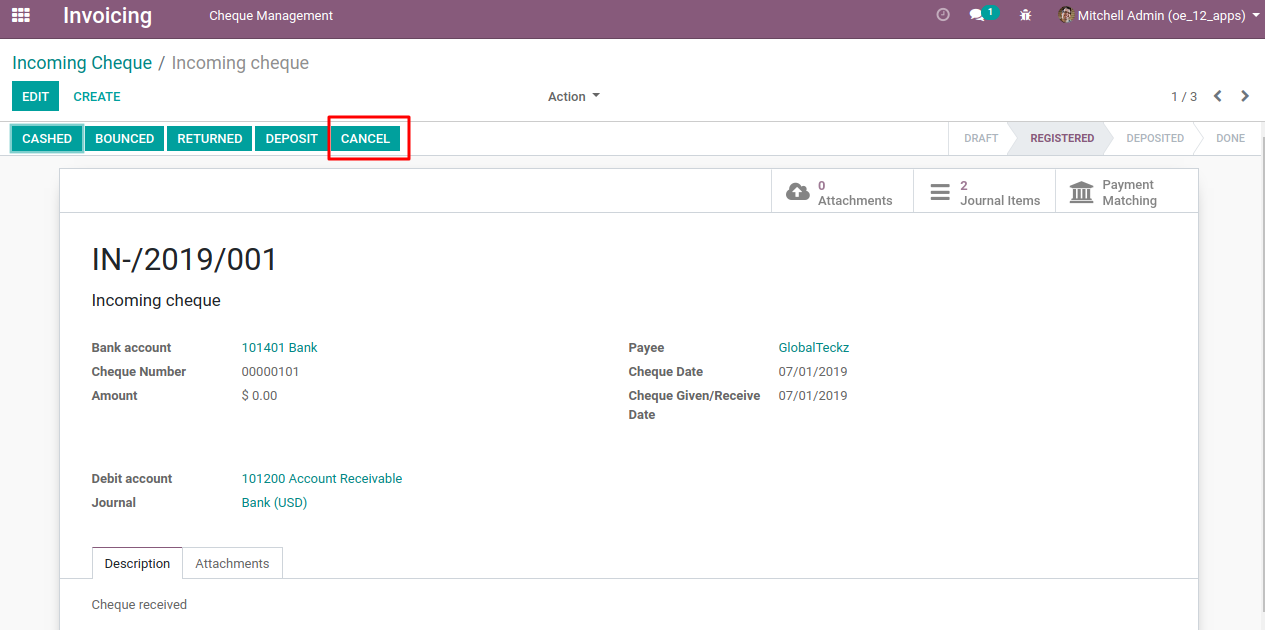 Invoicing Cheque Management 1 Mitchell Admin (oe_12_apps)
Incoming Cheque / Incoming cheque
EDIT CREATE Action 1 / 3
CASHED BOUNCED RETURNED DEPOSIT CANCEL DRAFT REGISTERED DEPOSITED DONE
0
Attachments
2
Journal Items
Payment
Matching
IN-/2019/001
Incoming cheque
Bank account 101401 Bank Payee GlobalTeckz
Cheque Number 00000101 Cheque Date 07/01/2019
Amount $ 0.00 Cheque Given/Receive 07/01/2019
Date
Debit account 101200 Account Receivable
Journal Bank (USD)
Description Attachments
Cheque received